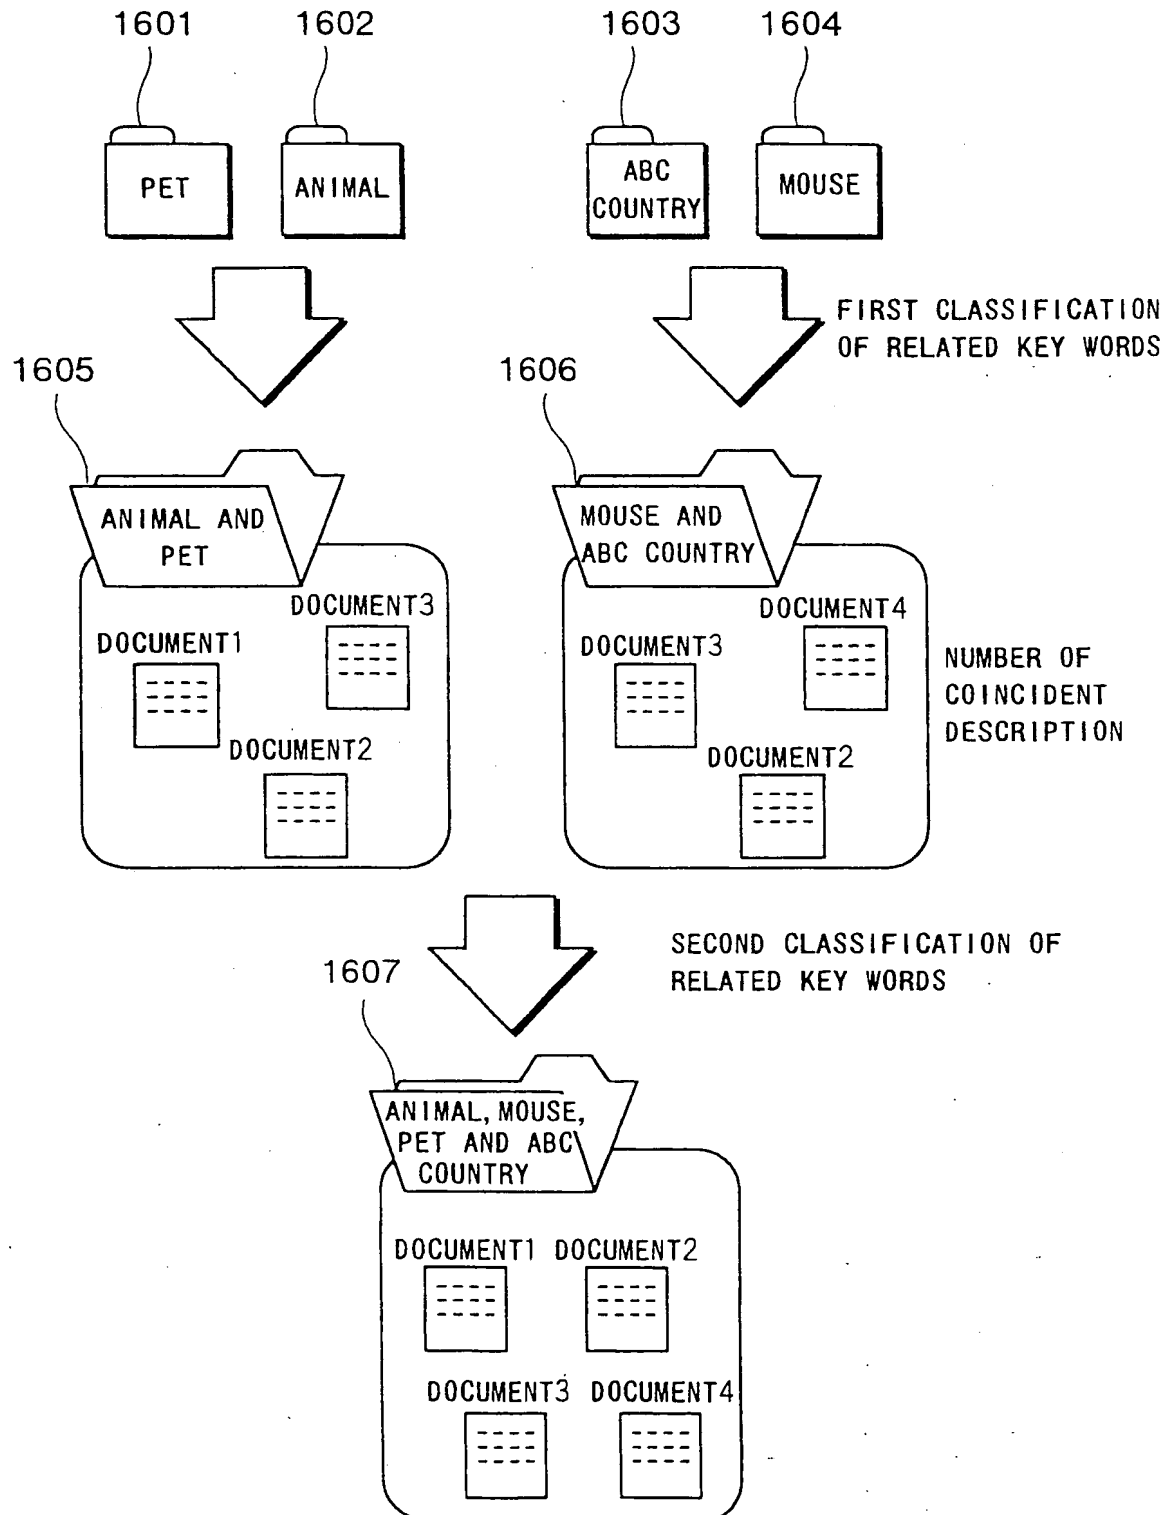 1601
1602
1603
1604
PET
ANIMAL
ABC
COUNTRY
MOUSE
FIRST CLASSIFICATION
OF RELATED KEY WORDS
1605
1606
ANIMAL AND
PET
MOUSE AND
ABC COUNTRY
DOCUMENT3
DOCUMENT1
DOCUMENT2
DOCUMENT4
DOCUMENT3
DOCUMENT2
NUMBER OF
COINCIDENT
DESCRIPTION
SECOND CLASSIFICATION OF
RELATED KEY WORDS
1607
ANIMAL, MOUSE,
PET AND ABC
COUNTRY
DOCUMENT1
DOCUMENT2
DOCUMENT3
DOCUMENT4